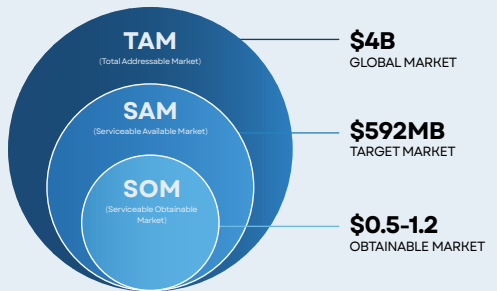 TAM
(Total Addressable Market)
$4B
GLOBAL MARKET
SAM
(Serviceable Available Market)
$592MB
TARGET MARKET
SOM
(Serviceable Obtainable
Market)
$0.5-1.2
OBTAINABLE MARKET